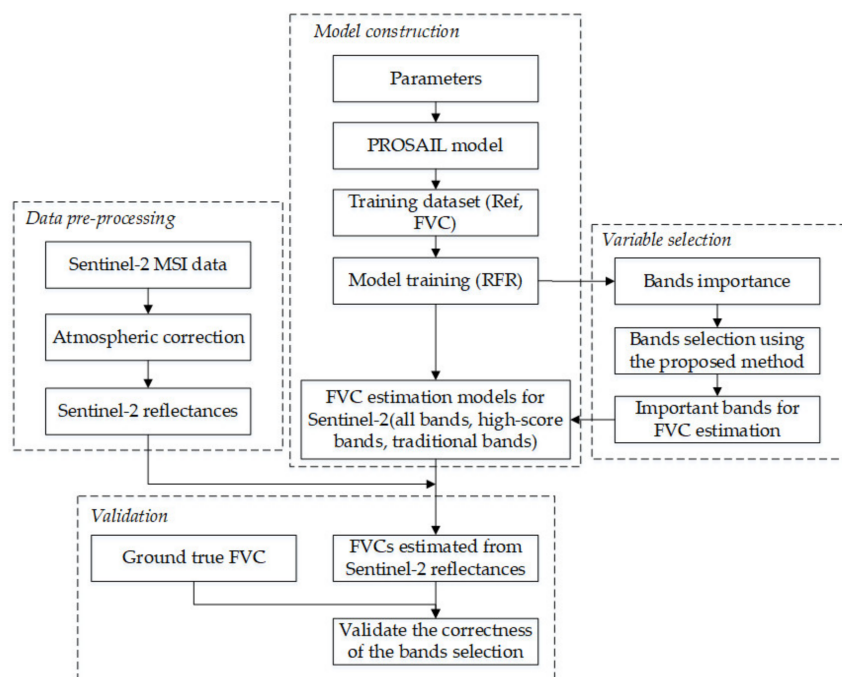 Model construction
Parameters
PROSAIL model
Training dataset (Ref,
FVC)
Model training (RFR)
FVC estimation models for
Sentinel-2(all bands, high-score
bands, traditional bands)
Data pre-processing
Sentinel-2 MSI data
Atmospheric correction
Sentinel-2 reflectances
Variable selection
Bands importance
Bands selection using
the proposed method
Important bands for
FVC estimation
Validation
Ground true FVC
FVCs estimated from
Sentinel-2 reflectances
Validate the correctness
of the bands selection